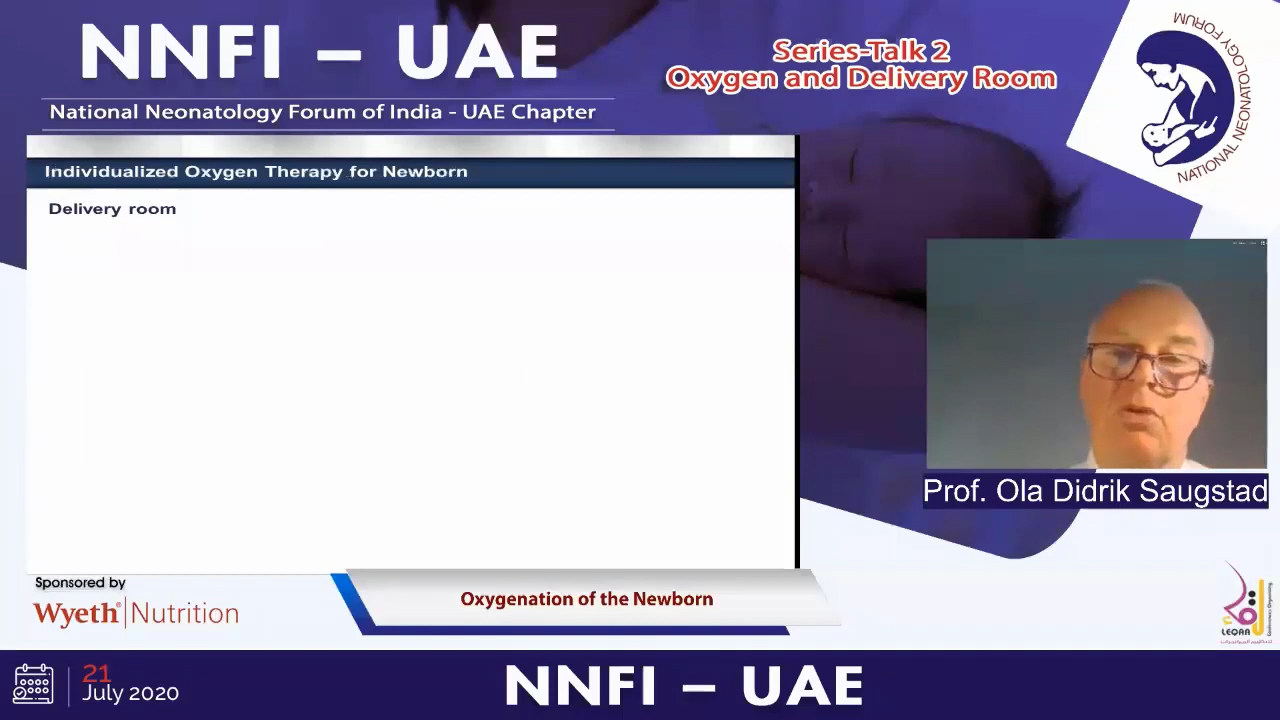 NNFI – UAE
National Neonatology Forum of India - UAE Chapter
Series-Talk 2
Oxygen and Delivery Room
NATIONAL NEONATOLOGY FORUM
Individualized Oxygen Therapy for Newborn
Delivery room
Prof. Ola Didrik Saugstad
Sponsored by
Wyeth® Nutrition
Oxygenation of the Newborn
LEQAA
21
July 2020
NNFI – UAE